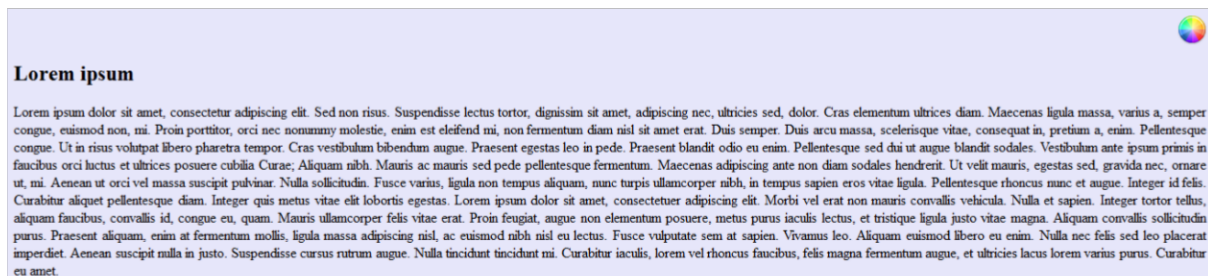 Lorem ipsum
Lorem ipsum dolor sit amet, consectetur adipiscing elit. Sed non risus. Suspendisse lectus tortor, dignissim sit amet, adipiscing nec, ultricies sed, dolor. Cras elementum ultrices diam. Maecenas ligula massa, varius a, semper
congue, euismod non, mi. Proin porttitor, orci nec nonummy molestie, enim est eleifend mi, non fermentum diam nisl sit amet erat. Duis semper. Duis arcu massa, scelerisque vitae, consequat in, pretium a, enim. Pellentesque
congue. Ut in risus volutpat libero pharetra tempor. Cras vestibulum bibendum augue. Praesent egestas leo in pede. Praesent blandit odio eu enim. Pellentesque sed dui ut augue blandit sodales. Vestibulum ante ipsum primis in
faucibus orci luctus et ultrices posuere cubilia Curae; Aliquam nibh. Mauris ac mauris sed pede pellentesque fermentum. Maecenas adipiscing ante non diam sodales hendrerit. Ut velit mauris, egestas sed, gravida nec, ornare
ut, mi. Aenean ut orci vel massa suscipit pulvinar. Nulla sollicitudin. Fusce varius, ligula non tempus aliquam, nunc turpis ullamcorper nibh, in tempus sapien eros vitae ligula. Pellentesque rhoncus nunc et augue. Integer id felis.
Curabitur aliquet pellentesque diam. Integer quis metus vitae elit lobortis egestas. Lorem ipsum dolor sit amet, consectetuer adipiscing elit. Morbi vel erat non mauris convallis vehicula. Nulla et sapien. Integer tortor tellus,
aliquam faucibus, convallis id, congue eu, quam. Mauris ullamcorper felis vitae erat. Proin feugiat, augue non elementum posuere, metus purus iaculis lectus, et tristique ligula justo vitae magna. Aliquam convallis sollicitudin
purus. Praesent aliquam, enim at fermentum mollis, ligula massa adipiscing nisl, ac euismod nibh nisl eu lectus. Fusce vulputate sem at sapien. Vivamus leo. Aliquam euismod libero eu enim. Nulla nec felis sed leo placerat
imperdiet. Aenean suscipit nulla in justo. Suspendisse cursus rutrum augue. Nulla tincidunt tincidunt mi. Curabitur iaculis, lorem vel rhoncus faucibus, felis magna fermentum augue, et ultricies lacus lorem varius purus. Curabitur
eu amet.